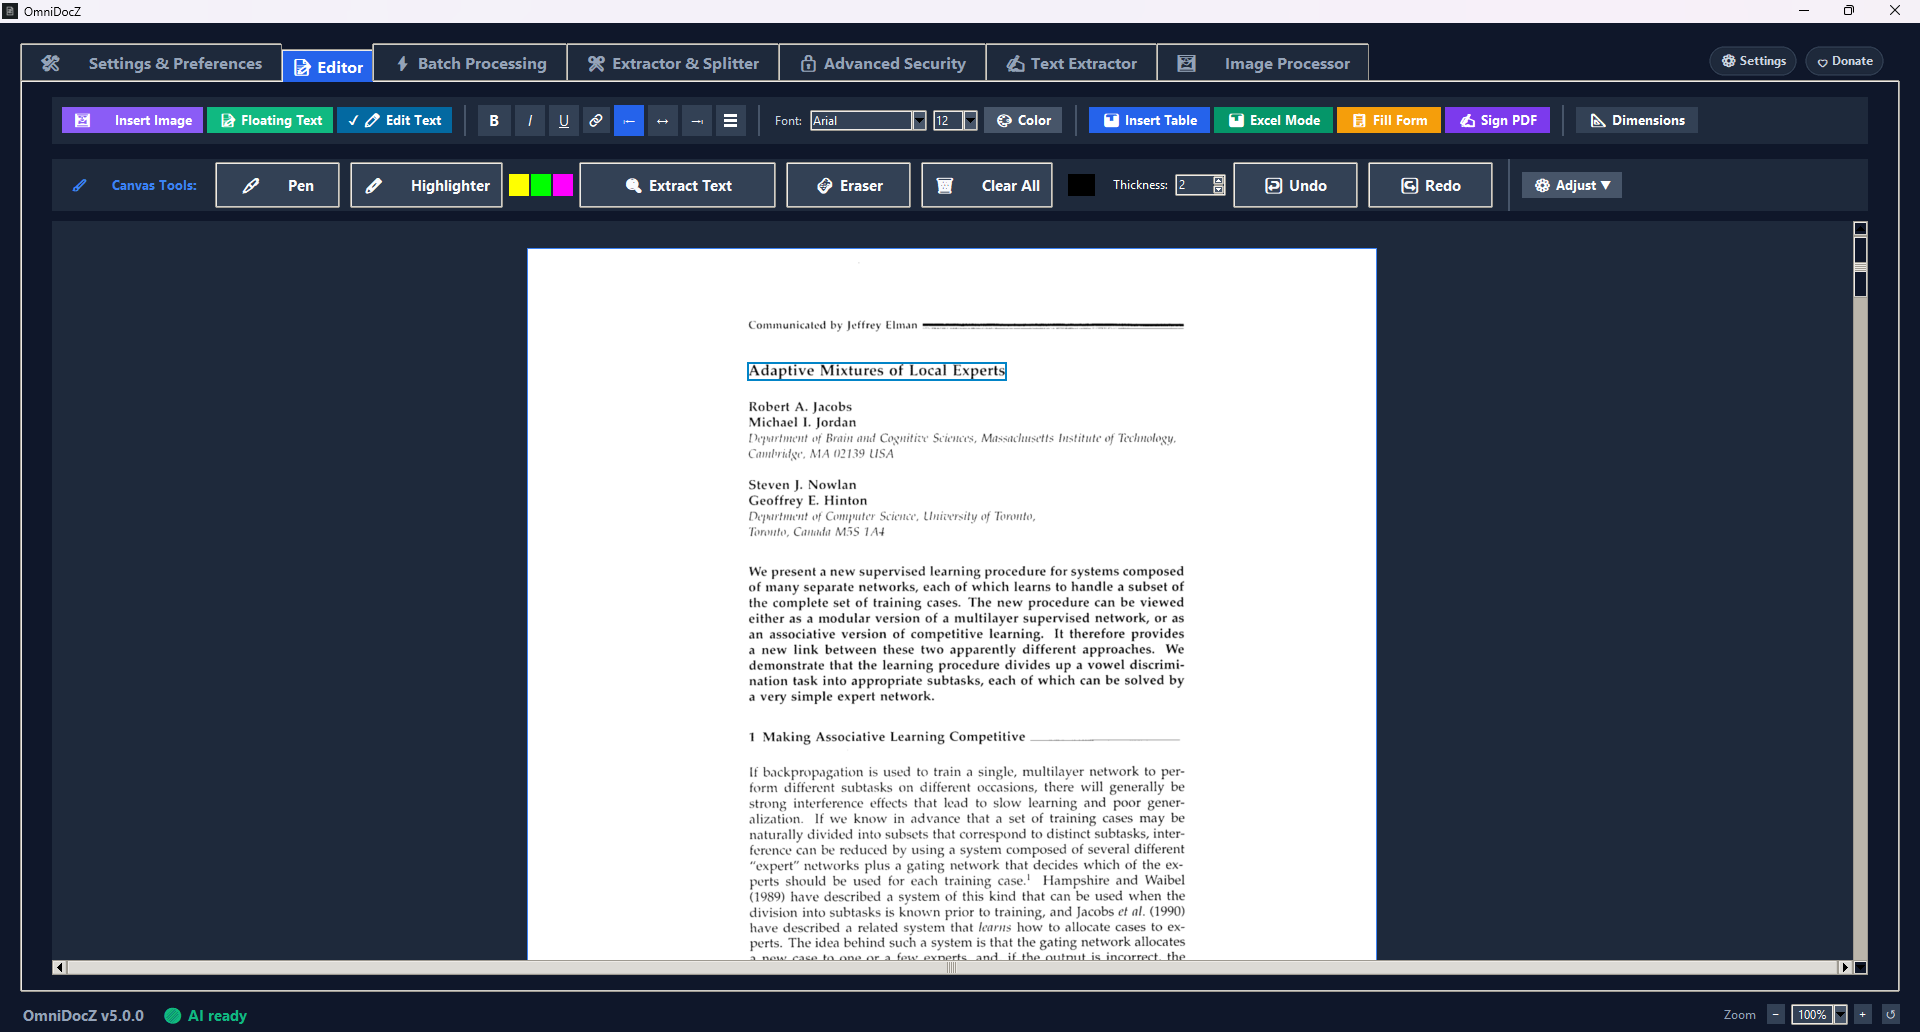 OmniDocZ
Settings & Preferences
Editor
Batch Processing
Extractor & Splitter
Advanced Security
Text Extractor
Image Processor
Settings
Donate
Insert Image
Floating Text
✓ Edit Text
B I U
Font: Arial 12
Color
Insert Table
Excel Mode
Fill Form
Sign PDF
Dimensions
Canvas Tools:
Pen
Highlighter
Extract Text
Eraser
Clear All
Thickness: 2
Undo
Redo
Adjust ▼
Communicated by Jeffrey Elman
Adaptive Mixtures of Local Experts
Robert A. Jacobs
Michael I. Jordan
Department of Brain and Cognitive Sciences, Massachusetts Institute of Technology,
Cambridge, MA 02139 USA
Steven J. Nowlan
Geoffrey E. Hinton
Department of Computer Science, University of Toronto,
Toronto, Canada M5S 1A4
We present a new supervised learning procedure for systems composed
of many separate networks, each of which learns to handle a subset of
the complete set of training cases. The new procedure can be viewed
either as a modular version of a multilayer supervised network, or as
an associative version of competitive learning. It therefore provides
a new link between these two apparently different approaches. We
demonstrate that the learning procedure divides up a vowel discrimi-
nation task into appropriate subtasks, each of which can be solved by
a very simple expert network.
1 Making Associative Learning Competitive
If backpropagation is used to train a single, multilayer network to per-
form different subtasks on different occasions, there will generally be
strong interference effects that lead to slow learning and poor gener-
alization. If we know in advance that a set of training cases may be
naturally divided into subsets that correspond to distinct subtasks, inter-
ference can be reduced by using a system composed of several different
"expert" networks plus a gating network that decides which of the ex-
perts should be used for each training case.¹ Hampshire and Waibel
(1989) have described a system of this kind that can be used when the
division into subtasks is known prior to training, and Jacobs et al. (1990)
have described a related system that learns how to allocate cases to ex-
perts. The idea behind such a system is that the gating network allocates
a new case to one or a few experts, and, if the output is incorrect, the
OmniDocZ v5.0.0
AI ready
Zoom − 100% +